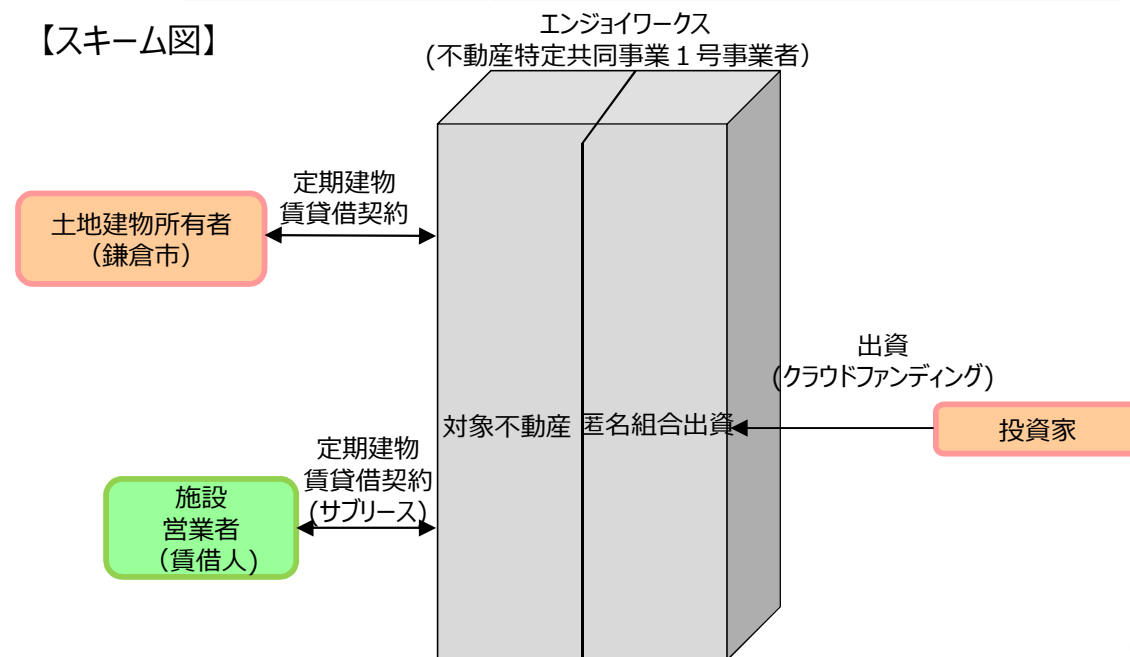 【スキーム図】
エンジョイワークス
(不動産特定共同事業１号事業者)
定期建物
賃貸借契約
土地建物所有者
（鎌倉市）
出資
(クラウドファンディング)
対象不動産
匿名組合出資
投資家
定期建物
賃貸借契約
(サブリース)
施設
営業者
（賃借人)